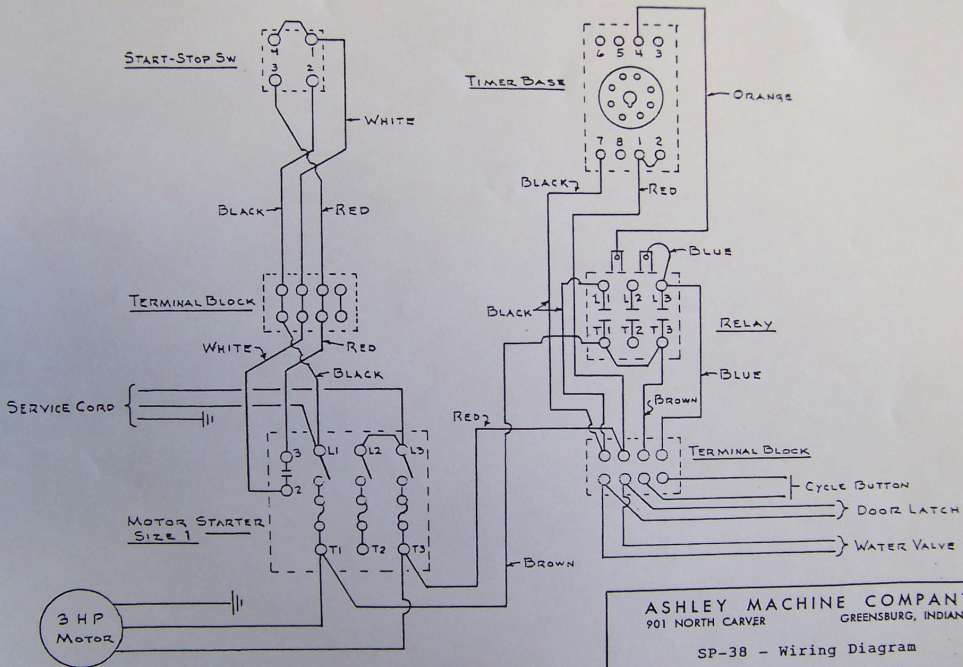 START-STOP SW
4 1
3 2
WHITE
BLACK
RED
TERMINAL BLOCK
WHITE
RED
BLACK
SERVICE CORD
3 L1 L2 L3
2
MOTOR STARTER
SIZE 1
T1 T2 T3
3 HP
MOTOR
TIMER BASE
6 5 4 3
7 8 1 2
ORANGE
BLACK
RED
BLUE
L1 L2 L3
BLACK
T1 T2 T3
RELAY
BLUE
BROWN
RED
TERMINAL BLOCK
CYCLE BUTTON
DOOR LATCH
WATER VALVE
BROWN
ASHLEY MACHINE COMPANY
901 NORTH CARVER GREENSBURG, INDIAN
SP-38 - Wiring Diagram